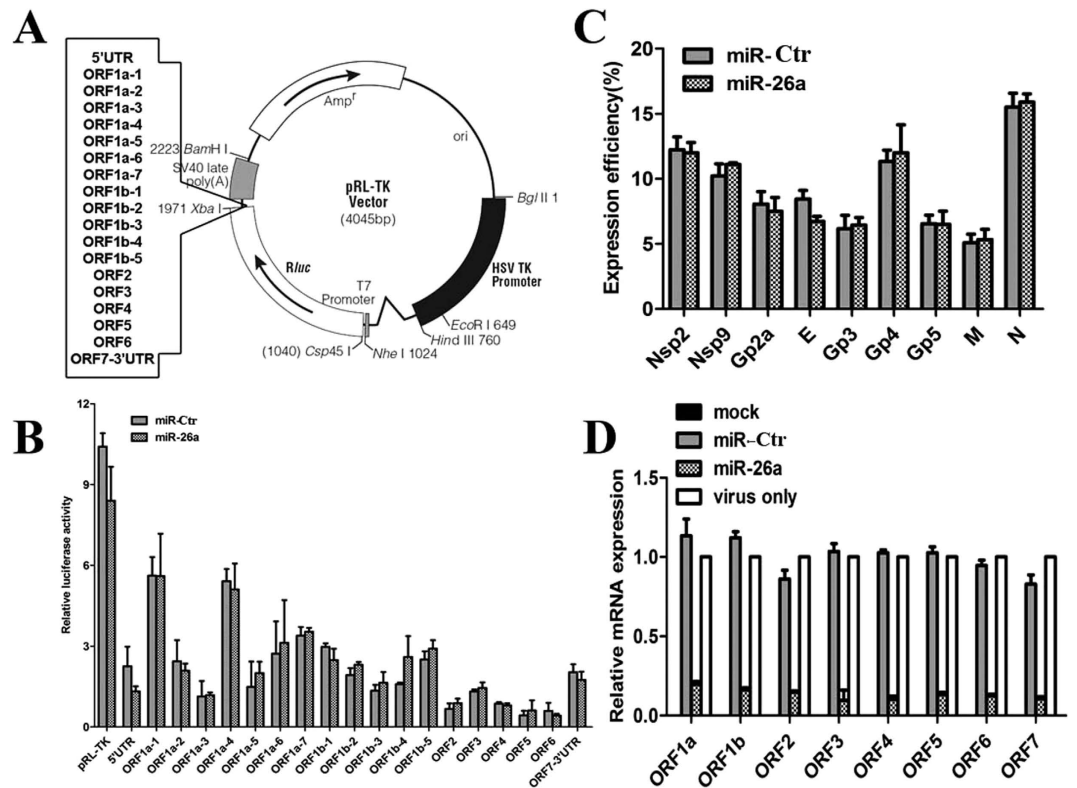 A
5'UTR
ORF1a-1
ORF1a-2
ORF1a-3
ORF1a-4
ORF1a-5
ORF1a-6
ORF1a-7
ORF1b-1
ORF1b-2
ORF1b-3
ORF1b-4
ORF1b-5
ORF2
ORF3
ORF4
ORF5
ORF6
ORF7-3'UTR
Ampr
ori
2223 BamH I
SV40 late
poly(A)
1971 Xba I
pRL-TK
Vector
(4045bp)
Bgl II 1
Rluc
T7
Promoter
HSV TK
Promoter
EcoR I 649
Hind III 760
Nhe I 1024
(1040) Csp45 I
C
miR-Ctr
miR-26a
Expression efficiency(%)
20
15
10
5
0
Nsp2
Nsp9
Gp2a
E
Gp3
Gp4
Gp5
M
N
B
miR-Ctr
miR-26a
Relative luciferase activity
12
9
6
3
0
pRL-TK
5'UTR
ORF1a-1
ORF1a-2
ORF1a-3
ORF1a-4
ORF1a-5
ORF1a-6
ORF1a-7
ORF1b-1
ORF1b-2
ORF1b-3
ORF1b-4
ORF1b-5
ORF2
ORF3
ORF4
ORF5
ORF6
ORF7-3'UTR
D
mock
miR-Ctr
miR-26a
virus only
Relative mRNA expression
1.5
1.0
0.5
0.0
ORF1a
ORF1b
ORF2
ORF3
ORF4
ORF5
ORF6
ORF7